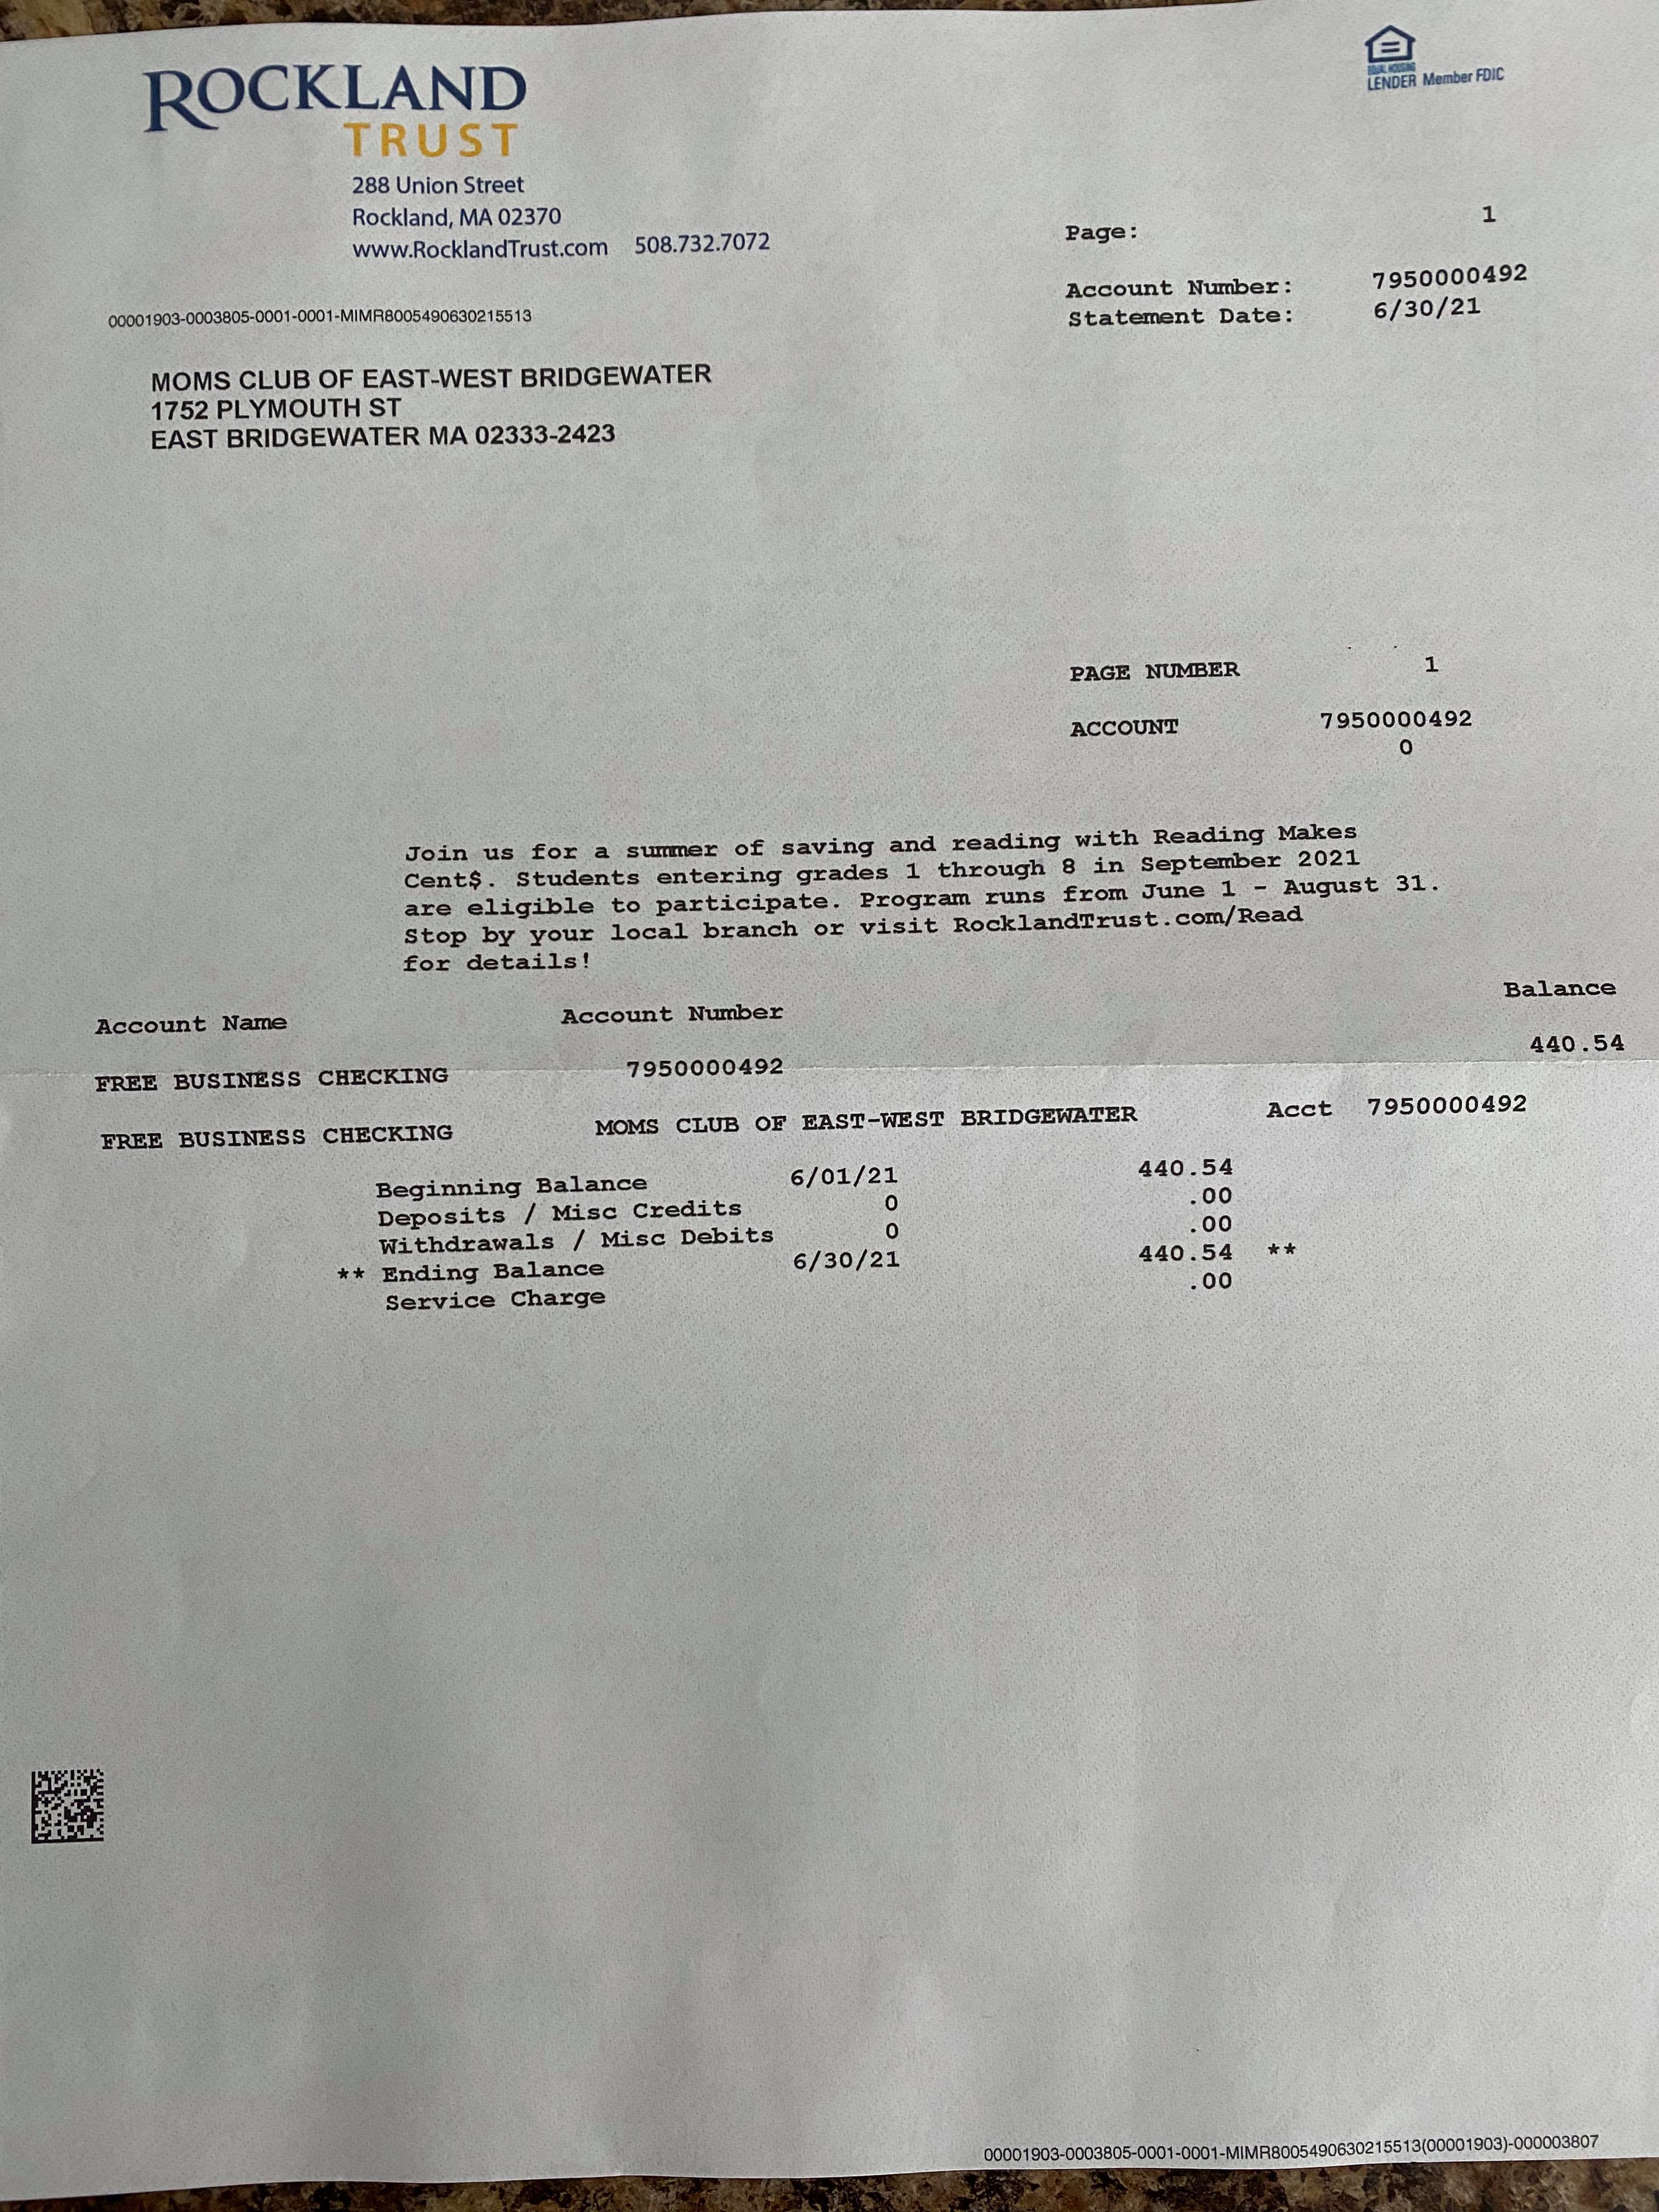 ROCKLAND
TRUST
288 Union Street
Rockland, MA 02370
www.RocklandTrust.com 508.732.7072
EQUAL HOUSING
LENDER Member FDIC
Page: 1
Account Number: 7950000492
Statement Date: 6/30/21
00001903-0003805-0001-0001-MIMR8005490630215513
MOMS CLUB OF EAST-WEST BRIDGEWATER
1752 PLYMOUTH ST
EAST BRIDGEWATER MA 02333-2423
PAGE NUMBER 1
ACCOUNT 7950000492
0
Join us for a summer of saving and reading with Reading Makes
Cent$. Students entering grades 1 through 8 in September 2021
are eligible to participate. Program runs from June 1 - August 31.
Stop by your local branch or visit RocklandTrust.com/Read
for details!
Account Name Account Number Balance
FREE BUSINESS CHECKING 7950000492 440.54
FREE BUSINESS CHECKING MOMS CLUB OF EAST-WEST BRIDGEWATER Acct 7950000492
Beginning Balance 6/01/21 440.54
Deposits / Misc Credits 0 .00
Withdrawals / Misc Debits 0 .00
** Ending Balance 6/30/21 440.54 **
Service Charge .00
00001903-0003805-0001-0001-MIMR8005490630215513(00001903)-000003807